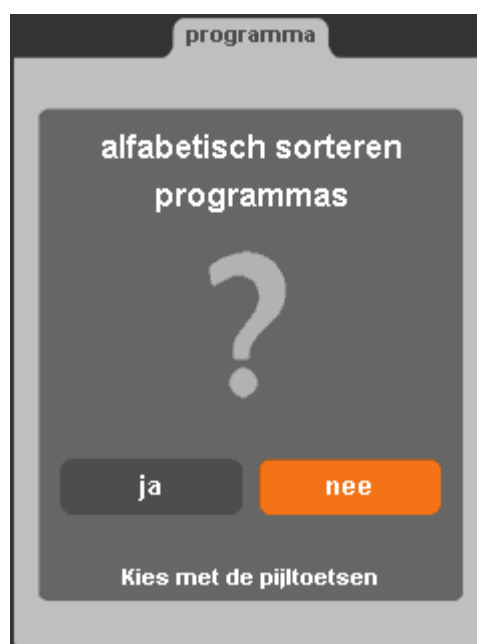 programma
alfabetisch sorteren
programmas
?
ja
nee
Kies met de pijltoetsen